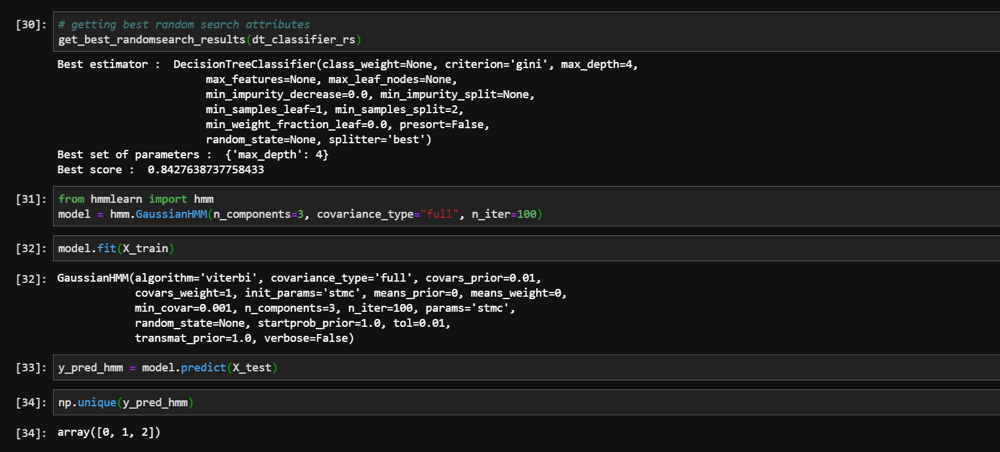 [30]: # getting best random search attributes
get_best_randomsearch_results(dt_classifier_rs)
Best estimator :  DecisionTreeClassifier(class_weight=None, criterion='gini', max_depth=4,
                       max_features=None, max_leaf_nodes=None,
                       min_impurity_decrease=0.0, min_impurity_split=None,
                       min_samples_leaf=1, min_samples_split=2,
                       min_weight_fraction_leaf=0.0, presort=False,
                       random_state=None, splitter='best')
Best set of parameters :  {'max_depth': 4}
Best score :  0.8427638737758433
[31]: from hmmlearn import hmm
model = hmm.GaussianHMM(n_components=3, covariance_type="full", n_iter=100)
[32]: model.fit(X_train)
[32]: GaussianHMM(algorithm='viterbi', covariance_type='full', covars_prior=0.01,
            covars_weight=1, init_params='stmc', means_prior=0, means_weight=0,
            min_covar=0.001, n_components=3, n_iter=100, params='stmc',
            random_state=None, startprob_prior=1.0, tol=0.01,
            transmat_prior=1.0, verbose=False)
[33]: y_pred_hmm = model.predict(X_test)
[34]: np.unique(y_pred_hmm)
[34]: array([0, 1, 2])